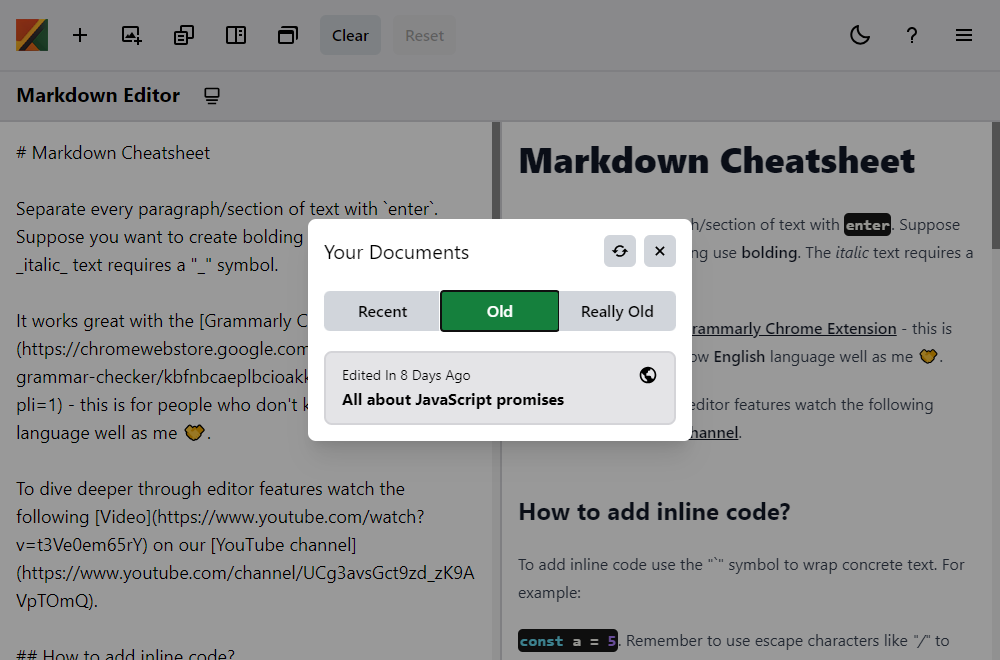 Clear
Reset
?
Markdown Editor
# Markdown Cheatsheet
Separate every paragraph/section of text with `enter`.
Suppose you want to create bolding
_italic_ text requires a "_" symbol.
It works great with the [Grammarly C
(https://chromewebstore.google.com
grammar-checker/kbfnbcaeplbcioakk
pli=1) - this is for people who don't k
language well as me 🤝.
To dive deeper through editor features watch the
following [Video](https://www.youtube.com/watch?
v=t3Ve0em65rY) on our [YouTube channel]
(https://www.youtube.com/channel/UCg3avsGct9zd_zK9A
VpTOmQ).
## How to add inline code?
Markdown Cheatsheet
h/section of text with enter. Suppose
ng use bolding. The italic text requires a
rammarly Chrome Extension - this is
ow English language well as me 🤝.
editor features watch the following
hannel.
How to add inline code?
To add inline code use the "`" symbol to wrap concrete text. For
example:
const a = 5. Remember to use escape characters like "/" to
Your Documents
Recent
Old
Really Old
Edited In 8 Days Ago
All about JavaScript promises